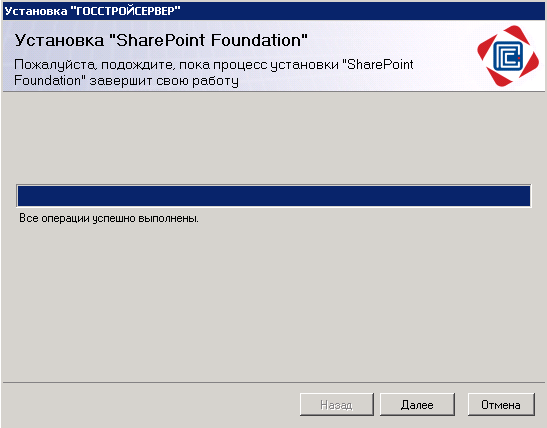 Установка "ГОССТРОЙСЕРВЕР"
Установка "SharePoint Foundation"
Пожалуйста, подождите, пока процесс установки "SharePoint
Foundation" завершит свою работу
Все операции успешно выполнены.
Назад Далее Отмена